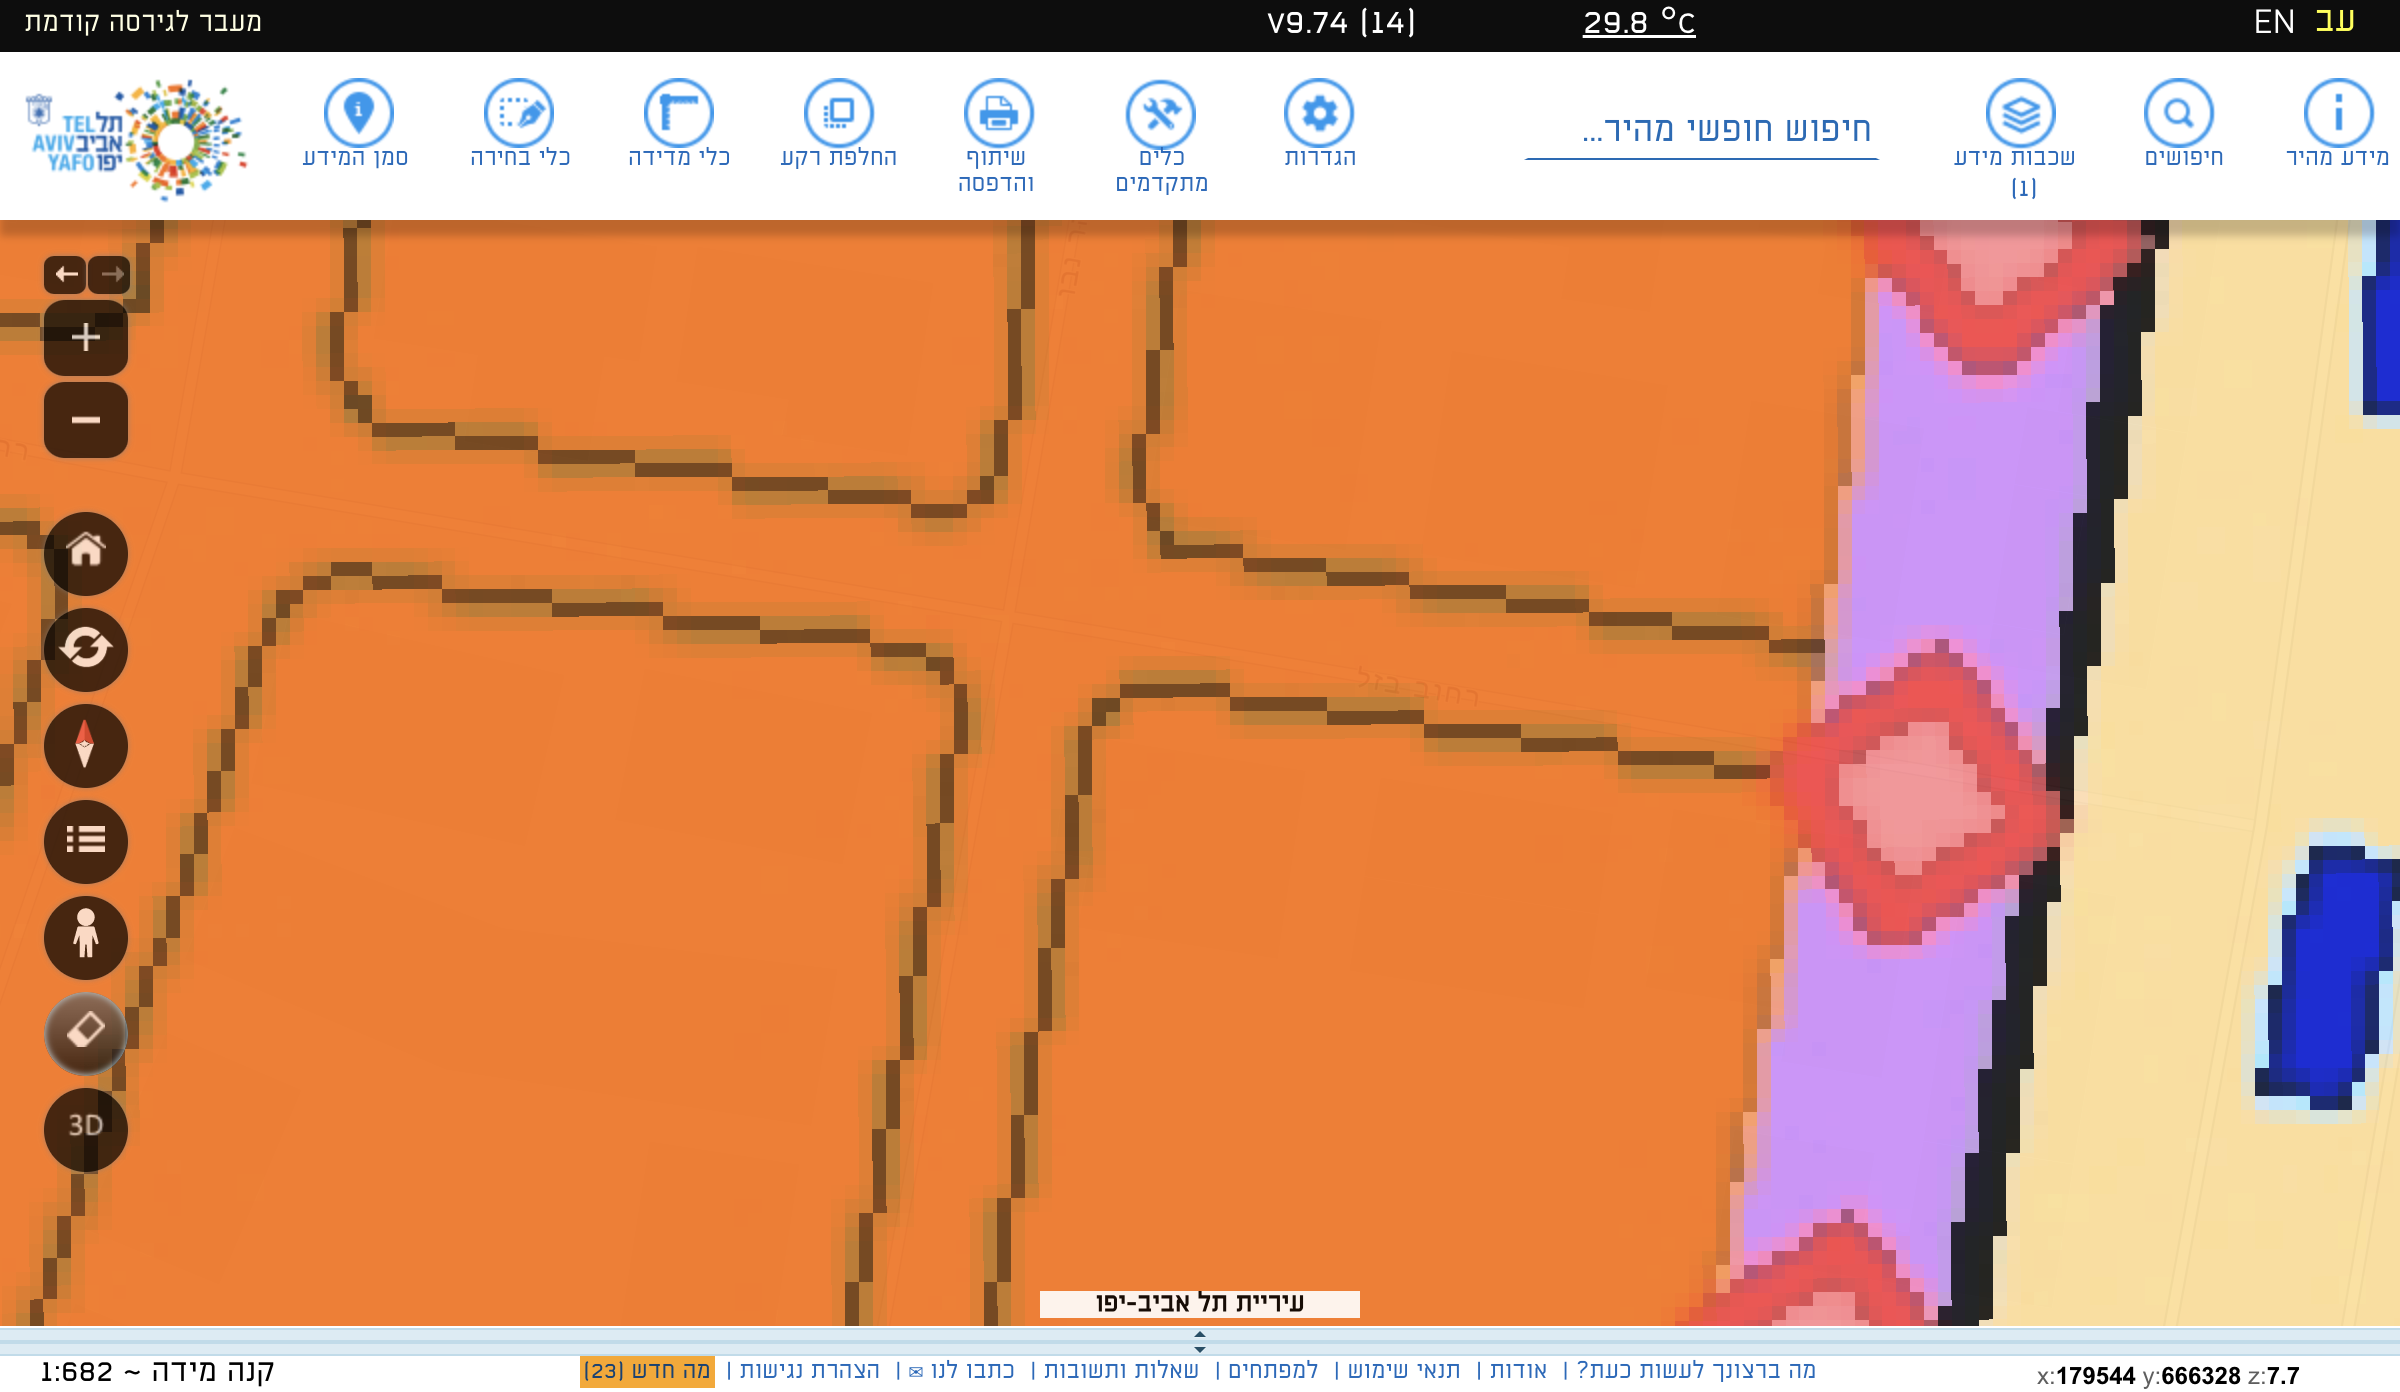 מעבר לגירסה קודמת
V9.74 (14)
29.8 °C
EN עב
מידע מהיר
חיפושים
שכבות מידע
(1)
חיפוש חופשי מהיר...
הגדרות
כלים
מתקדמים
שיתוף
והדפסה
החלפת רקע
כלי מדידה
כלי בחירה
סמן המידע
TEL תל
AVIV אביב
YAFO יפו
רחוב בזל
3D
עיריית תל אביב-יפו
קנה מידה ~ 1:682
מה ברצונך לעשות כעת? | אודות | תנאי שימוש | למפתחים | שאלות ותשובות | כתבו לנו ✉ | הצהרת נגישות | מה חדש (23)
x:179544 y:666328 z:7.7